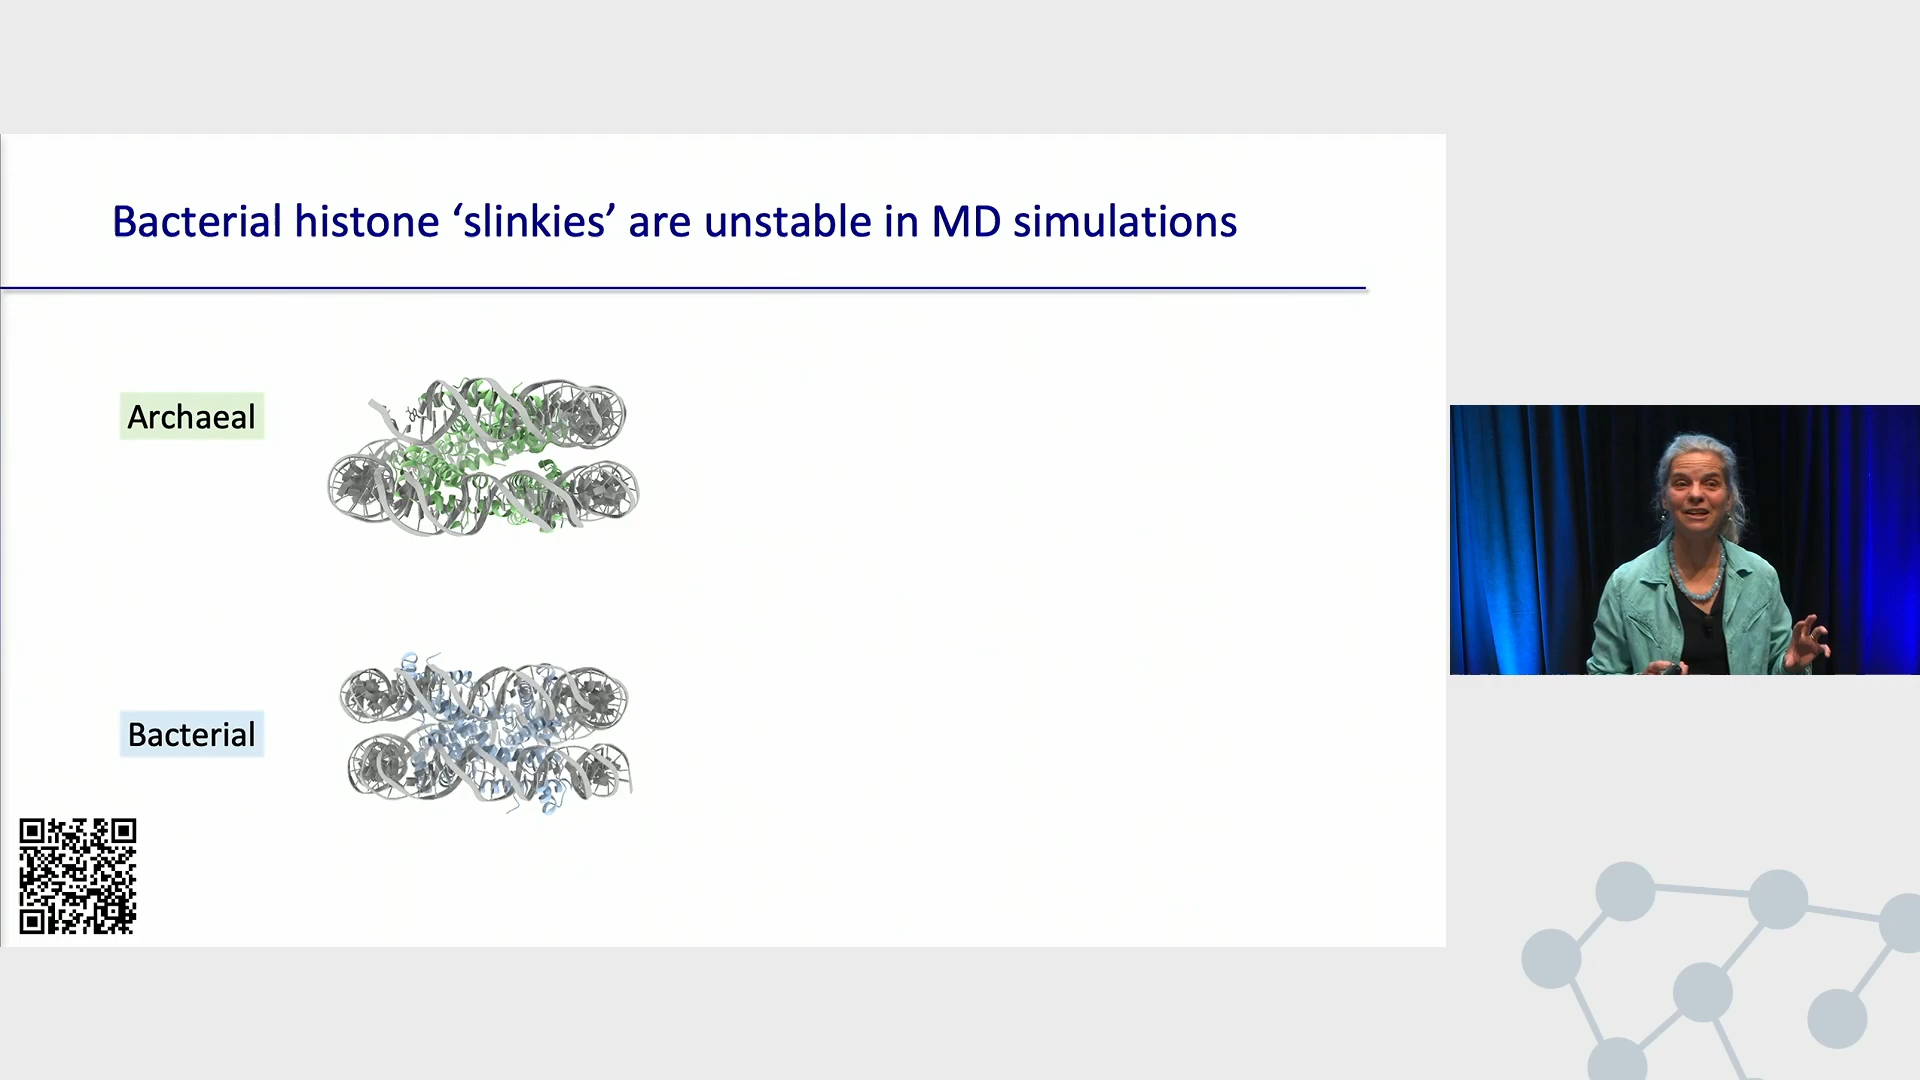 Bacterial histone ‘slinkies’ are unstable in MD simulations
Archaeal
Bacterial